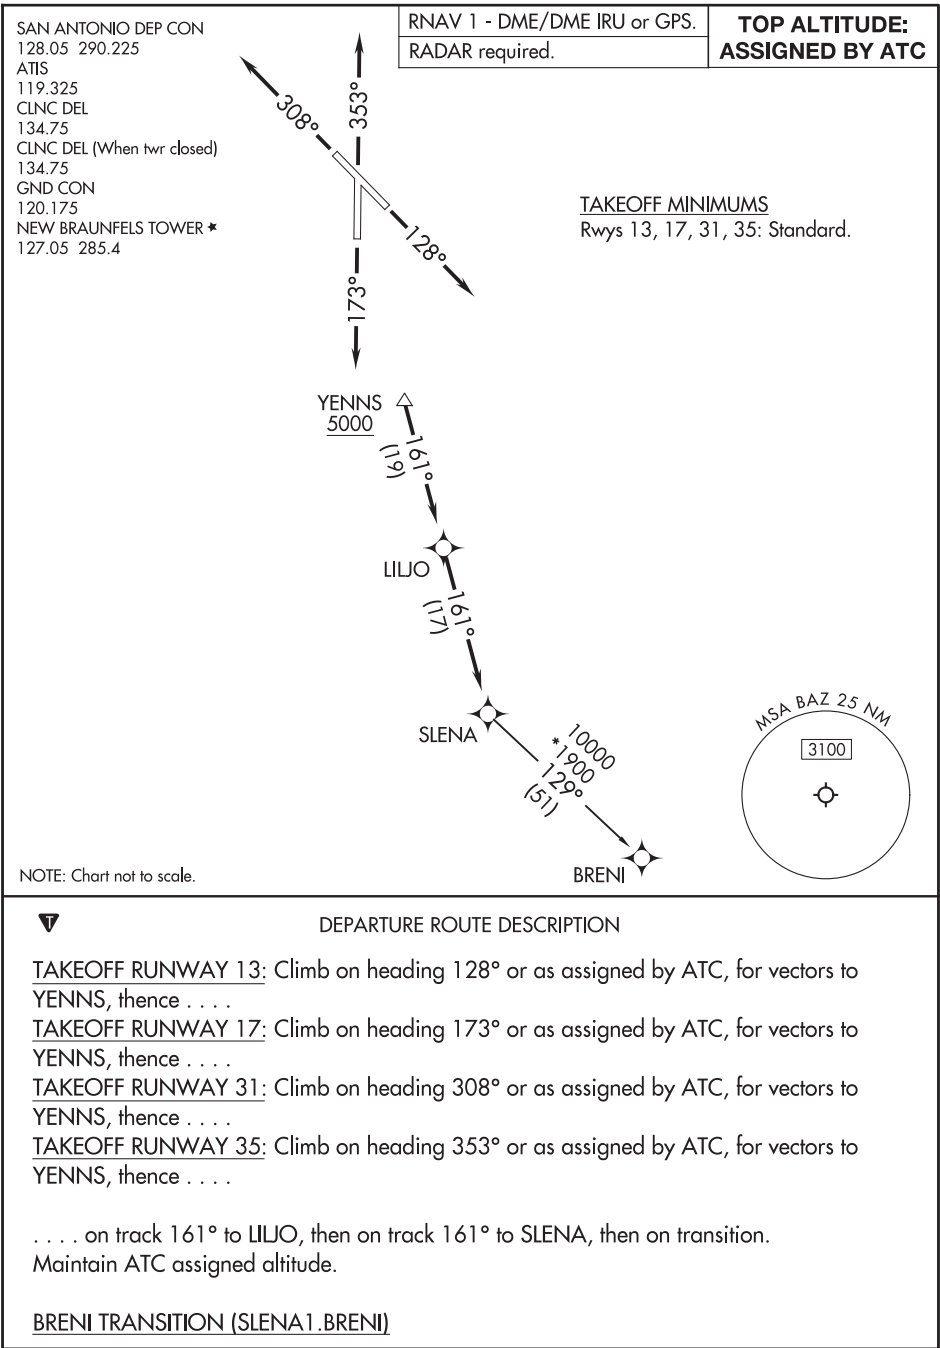 SAN ANTONIO DEP CON
128.05 290.225
ATIS
119.325
CLNC DEL
134.75
CLNC DEL (When twr closed)
134.75
GND CON
120.175
NEW BRAUNFELS TOWER ★
127.05 285.4
RNAV 1 - DME/DME IRU or GPS.
RADAR required.
TOP ALTITUDE:
ASSIGNED BY ATC
308°
353°
128°
173°
TAKEOFF MINIMUMS
Rwys 13, 17, 31, 35: Standard.
YENNS
5000
161°
(19)
LILJO
161°
(17)
SLENA
10000
*1900
129°
(51)
BRENI
MSA BAZ 25 NM
3100
NOTE: Chart not to scale.
T
DEPARTURE ROUTE DESCRIPTION
TAKEOFF RUNWAY 13: Climb on heading 128° or as assigned by ATC, for vectors to
YENNS, thence . . . .
TAKEOFF RUNWAY 17: Climb on heading 173° or as assigned by ATC, for vectors to
YENNS, thence . . . .
TAKEOFF RUNWAY 31: Climb on heading 308° or as assigned by ATC, for vectors to
YENNS, thence . . . .
TAKEOFF RUNWAY 35: Climb on heading 353° or as assigned by ATC, for vectors to
YENNS, thence . . . .
. . . . on track 161° to LILJO, then on track 161° to SLENA, then on transition.
Maintain ATC assigned altitude.
BRENI TRANSITION (SLENA1.BRENI)